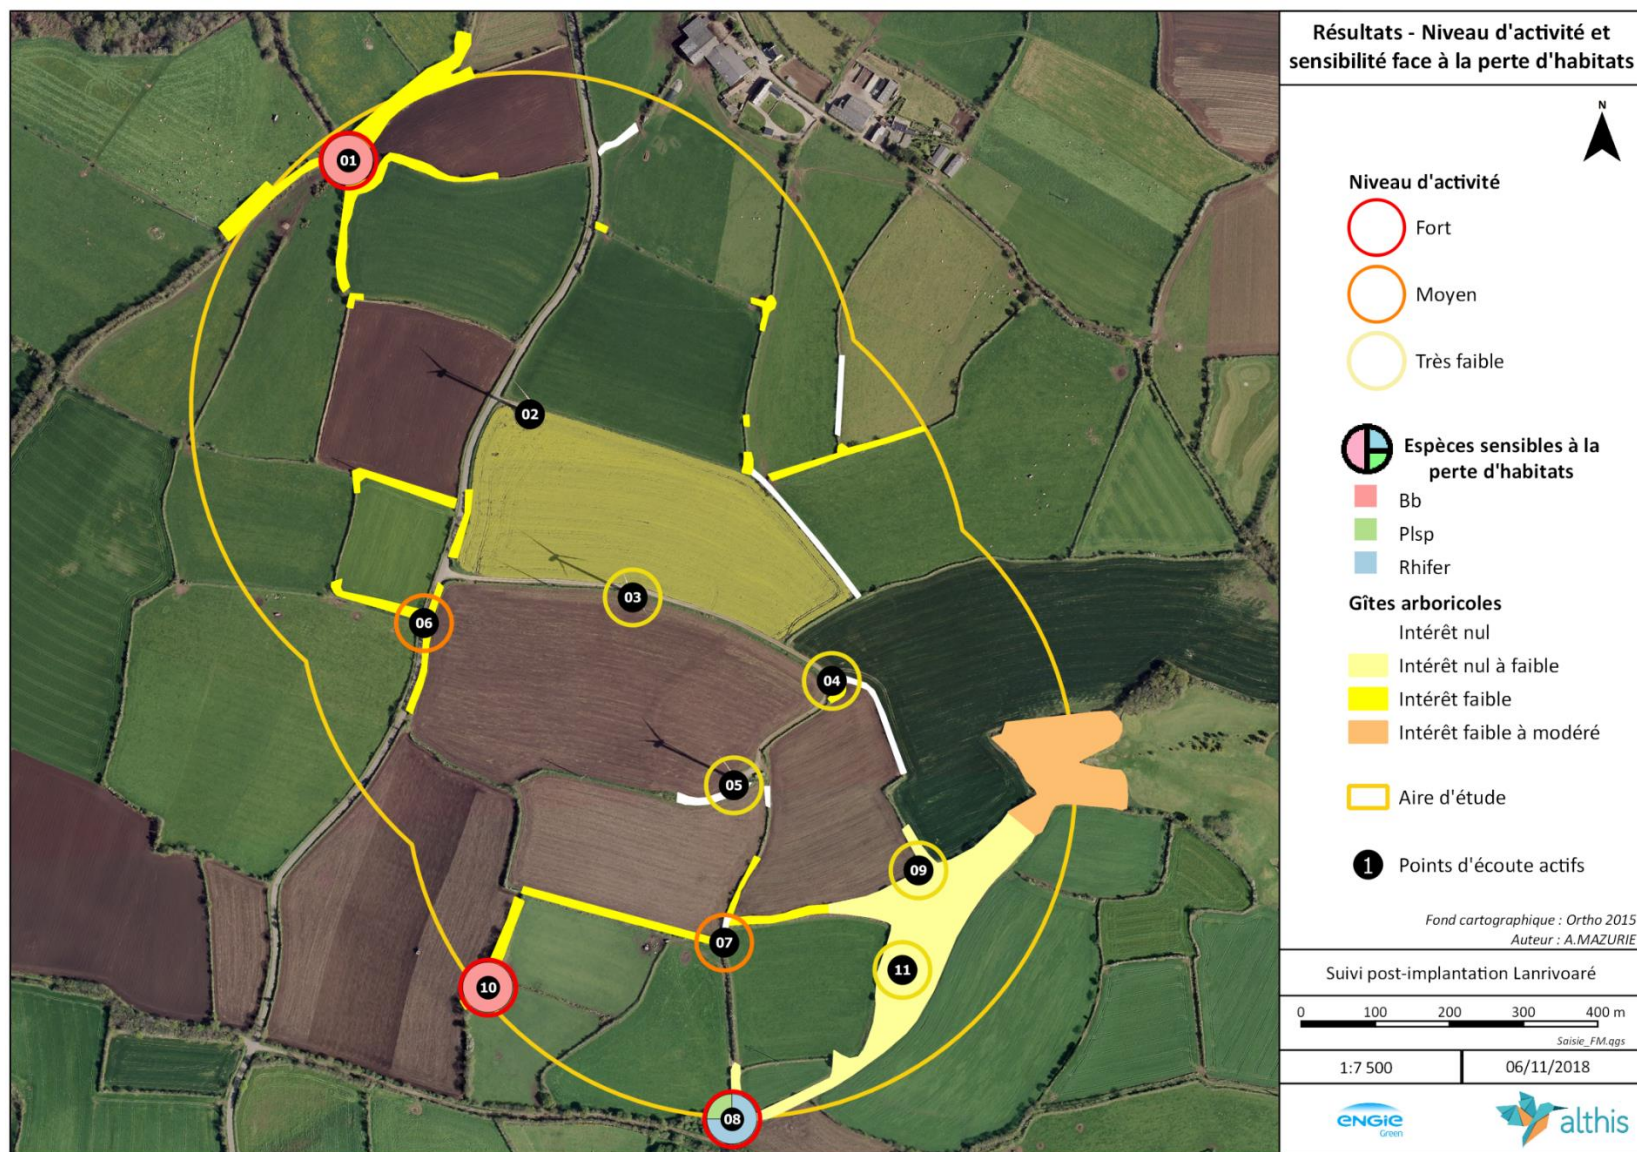 Résultats - Niveau d'activité et
sensibilité face à la perte d'habitats
N
Niveau d'activité
Fort
Moyen
Très faible
Espèces sensibles à la
perte d'habitats
Bb
Plsp
Rhifer
Gîtes arboricoles
Intérêt nul
Intérêt nul à faible
Intérêt faible
Intérêt faible à modéré
Aire d'étude
1 Points d'écoute actifs
Fond cartographique : Ortho 2015
Auteur : A.MAZURIE
Suivi post-implantation Lanrivoaré
0 100 200 300 400 m
Saisie_FM.qgs
1:7 500 06/11/2018
ENGIE
Green
althis
01
02
03
06
04
05
09
07
11
10
08